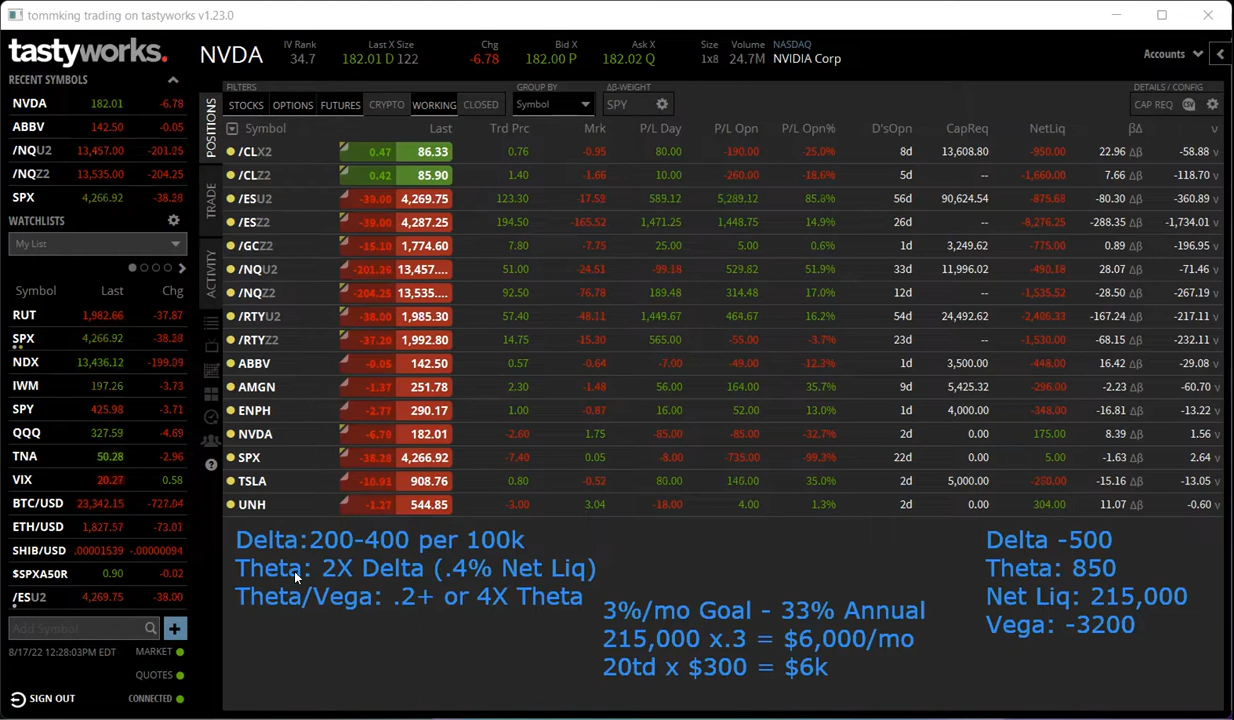 tommking trading on tastyworks v1.23.0
tastyworks.
NVDA IV Rank 34.7 Last X Size 182.01 D 122 Chg -6.78 Bid X 182.00 P Ask X 182.02 Q Size 1x8 Volume 24.7M NASDAQ NVIDIA Corp
Accounts
RECENT SYMBOLS
NVDA 182.01 -6.78
ABBV 142.50 -0.05
/NQU2 13,457.00 -201.25
/NQZ2 13,535.00 -204.25
SPX 4,266.92 -38.28
WATCHLISTS
My List
Symbol Last Chg
RUT 1,982.66 -37.87
SPX 4,266.92 -38.28
NDX 13,436.12 -199.09
IWM 197.26 -3.73
SPY 425.98 -3.71
QQQ 327.59 -4.69
TNA 50.28 -2.96
VIX 20.27 0.58
BTC/USD 23,342.15 -727.04
ETH/USD 1,827.57 -73.01
SHIB/USD .00001539 -.00000094
$SPXA50R 0.90 -0.02
/ESU2 4,269.75 -38.00
Add Symbol
8/17/22 12:28:03PM EDT MARKET
QUOTES
SIGN OUT CONNECTED
POSITIONS
TRADE
ACTIVITY
FILTERS GROUP BY Δβ-WEIGHT DETAILS / CONFIG
STOCKS OPTIONS FUTURES CRYPTO WORKING CLOSED Symbol SPY CAP REQ
Symbol Last Trd Prc Mrk P/L Day P/L Opn P/L Opn% D'sOpn CapReq NetLiq βΔ ν
/CLX2 0.47 86.33 0.76 -0.95 80.00 -190.00 -25.0% 8d 13,608.80 -950.00 22.96 Δβ -58.88 ν
/CLZ2 0.42 85.90 1.40 -1.66 10.00 -260.00 -18.6% 5d -- -1,660.00 7.66 Δβ -118.70 ν
/ESU2 -39.00 4,269.75 123.30 -17.59 589.12 5,289.12 85.8% 56d 90,624.54 -875.68 -80.30 Δβ -360.89 ν
/ESZ2 -39.00 4,287.25 194.50 -165.52 1,471.25 1,448.75 14.9% 26d -- -8,276.25 -288.35 Δβ -1,734.01 ν
/GCZ2 -15.10 1,774.60 7.80 -7.75 25.00 5.00 0.6% 1d 3,249.62 -775.00 0.89 Δβ -196.95 ν
/NQU2 13,457.... 51.00 -24.51 -99.18 529.82 51.9% 33d 11,996.02 -490.18 28.07 Δβ -71.46 ν
/NQZ2 -204.25 13,535.... 92.50 -76.78 189.48 314.48 17.0% 12d -- -1,535.52 -28.50 Δβ -267.19 ν
/RTYU2 -38.00 1,985.30 57.40 -48.11 1,449.67 464.67 16.2% 54d 24,492.62 -2,406.33 -167.24 Δβ -217.11 ν
/RTYZ2 -37.20 1,992.80 14.75 -15.30 565.00 -55.00 -3.7% 12d -- -1,530.00 -68.15 Δβ -232.11 ν
ABBV -0.05 142.50 0.57 -0.64 -7.00 -49.00 -12.3% 1d 3,500.00 -448.00 16.42 Δβ -29.08 ν
AMGN -1.37 251.78 2.30 -1.48 56.00 164.00 35.7% 9d 5,425.32 -296.00 -2.23 Δβ -60.70 ν
ENPH -2.77 290.17 1.00 -0.87 16.00 52.00 13.0% 1d 4,000.00 -348.00 -16.81 Δβ -13.22 ν
NVDA 182.01 -2.60 1.75 -85.00 -85.00 -32.7% 2d 0.00 175.00 8.39 Δβ 1.56 ν
SPX -38.28 4,266.92 -7.40 0.05 -8.00 -735.00 -99.3% 22d 0.00 5.00 -1.63 Δβ 2.64 ν
TSLA -10.93 908.76 0.80 -0.52 80.00 35.0% 2d 5,000.00 -260.00 -15.16 Δβ -13.05 ν
UNH -1.27 544.85 -3.00 3.04 -18.00 4.00 1.3% 2d 0.00 304.00 11.07 Δβ -0.60 ν
Delta:200-400 per 100k
Theta: 2X Delta (.4% Net Liq)
Theta/Vega: .2+ or 4X Theta
3%/mo Goal - 33% Annual
215,000 x.3 = $6,000/mo
20td x $300 = $6k
Delta -500
Theta: 850
Net Liq: 215,000
Vega: -3200